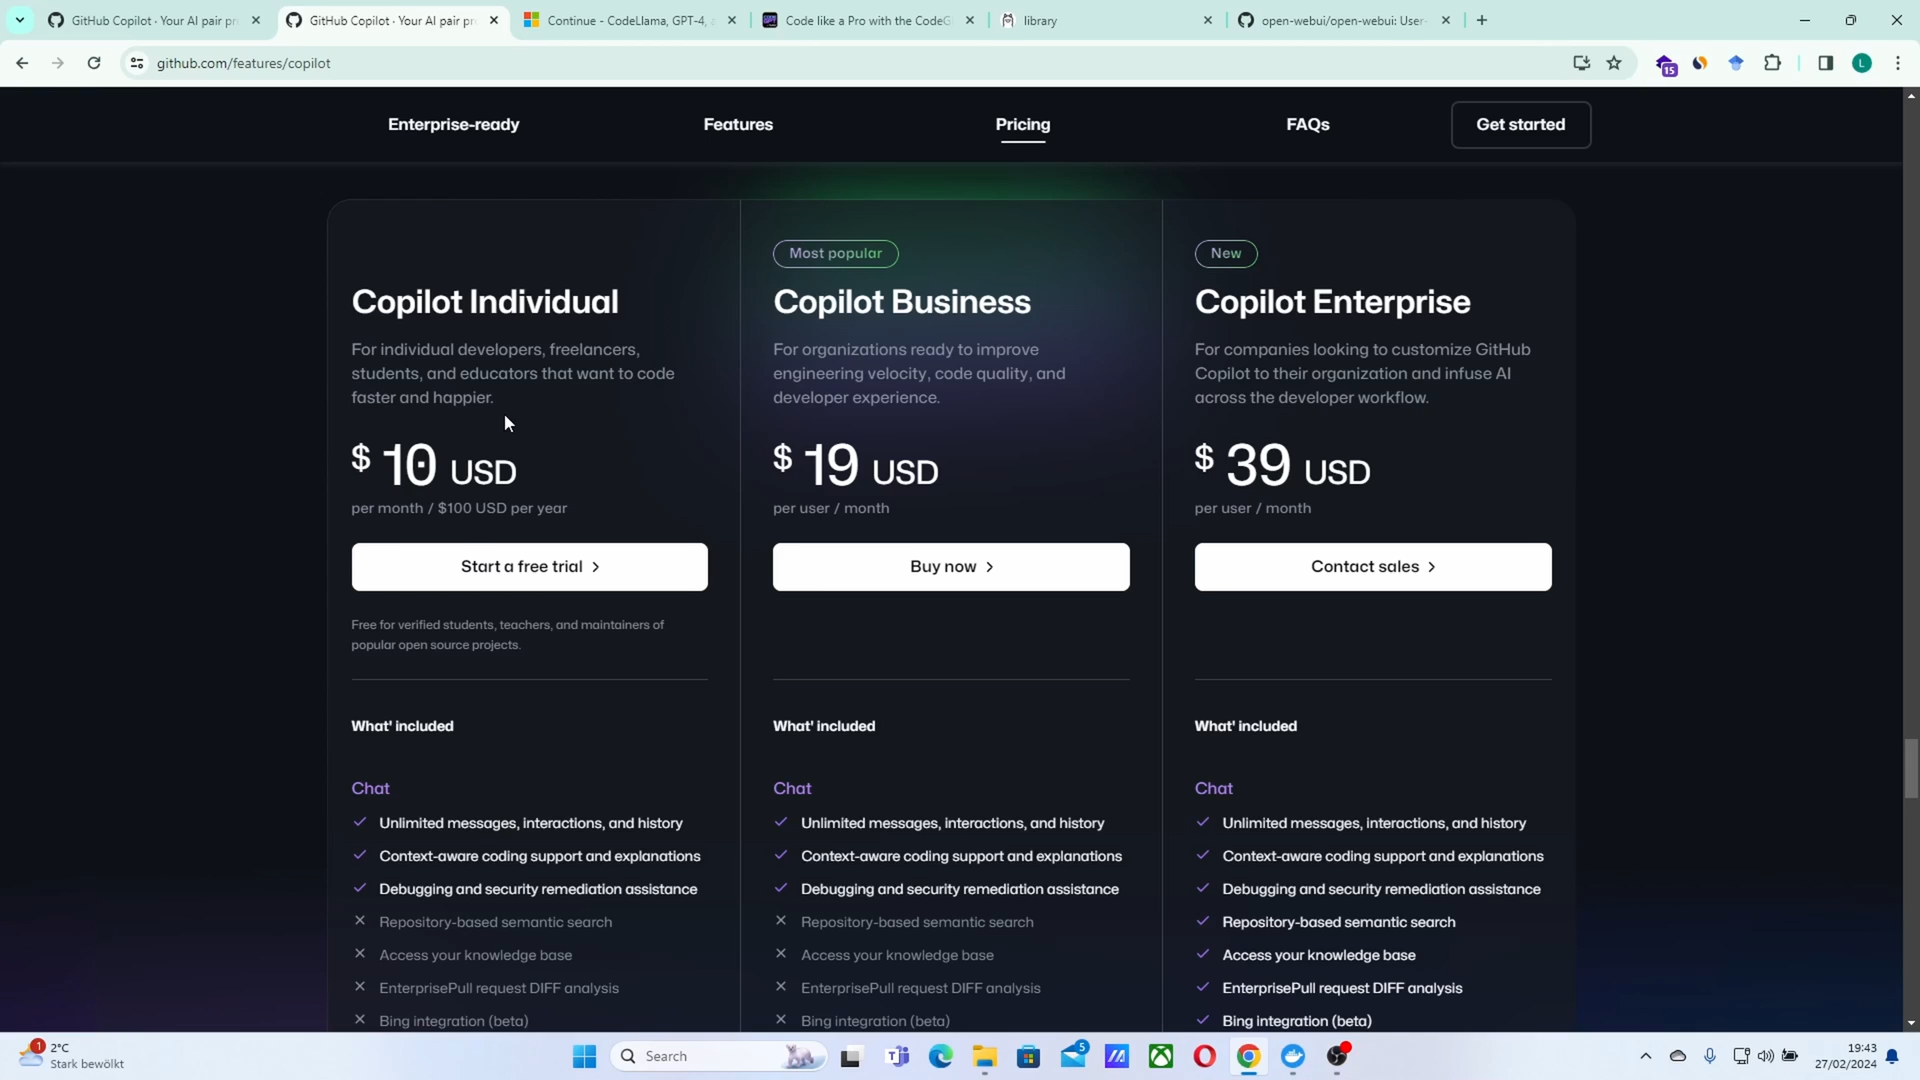 GitHub Copilot · Your AI pair pr
GitHub Copilot · Your AI pair pr
Continue - CodeLlama, GPT-4, a
Code like a Pro with the CodeG
library
open-webui/open-webui: User-
github.com/features/copilot
15
L
Enterprise-ready
Features
Pricing
FAQs
Get started
Copilot Individual
For individual developers, freelancers,
students, and educators that want to code
faster and happier.
$ 10 USD
per month / $100 USD per year
Start a free trial
Free for verified students, teachers, and maintainers of
popular open source projects.
What' included
Chat
Unlimited messages, interactions, and history
Context-aware coding support and explanations
Debugging and security remediation assistance
Repository-based semantic search
Access your knowledge base
EnterprisePull request DIFF analysis
Bing integration (beta)
Most popular
Copilot Business
For organizations ready to improve
engineering velocity, code quality, and
developer experience.
$ 19 USD
per user / month
Buy now
What' included
Chat
Unlimited messages, interactions, and history
Context-aware coding support and explanations
Debugging and security remediation assistance
Repository-based semantic search
Access your knowledge base
EnterprisePull request DIFF analysis
Bing integration (beta)
New
Copilot Enterprise
For companies looking to customize GitHub
Copilot to their organization and infuse AI
across the developer workflow.
$ 39 USD
per user / month
Contact sales
What' included
Chat
Unlimited messages, interactions, and history
Context-aware coding support and explanations
Debugging and security remediation assistance
Repository-based semantic search
Access your knowledge base
EnterprisePull request DIFF analysis
Bing integration (beta)
1
2°C
Stark bewölkt
Search
5
19:43
27/02/2024